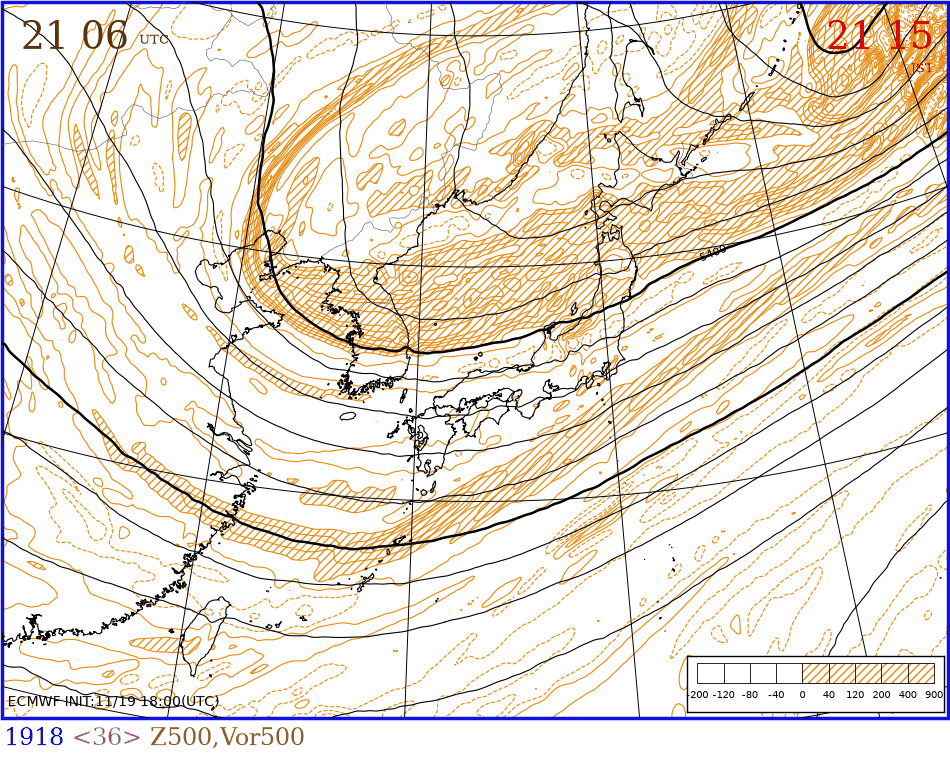 21 06 UTC
21 15
JST
5400
ECMWF INIT:11/19 18:00(UTC)
-200 -120 -80 -40 0 40 120 200 400 900
1918 <36> Z500,Vor500